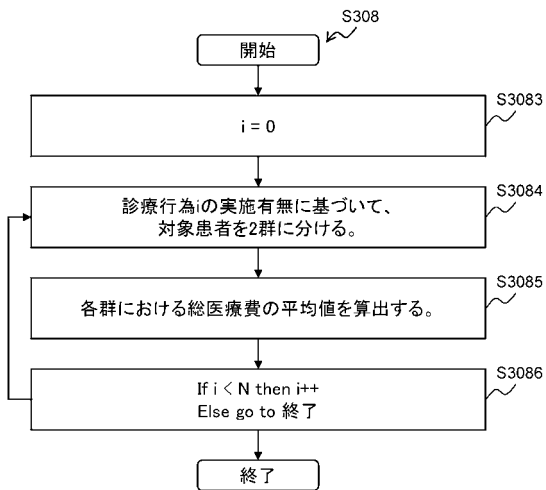 S308
開始
S3083
i = 0
S3084
診療行為iの実施有無に基づいて、
対象患者を2群に分ける。
S3085
各群における総医療費の平均値を算出する。
S3086
If i < N then i++
Else go to 終了
終了